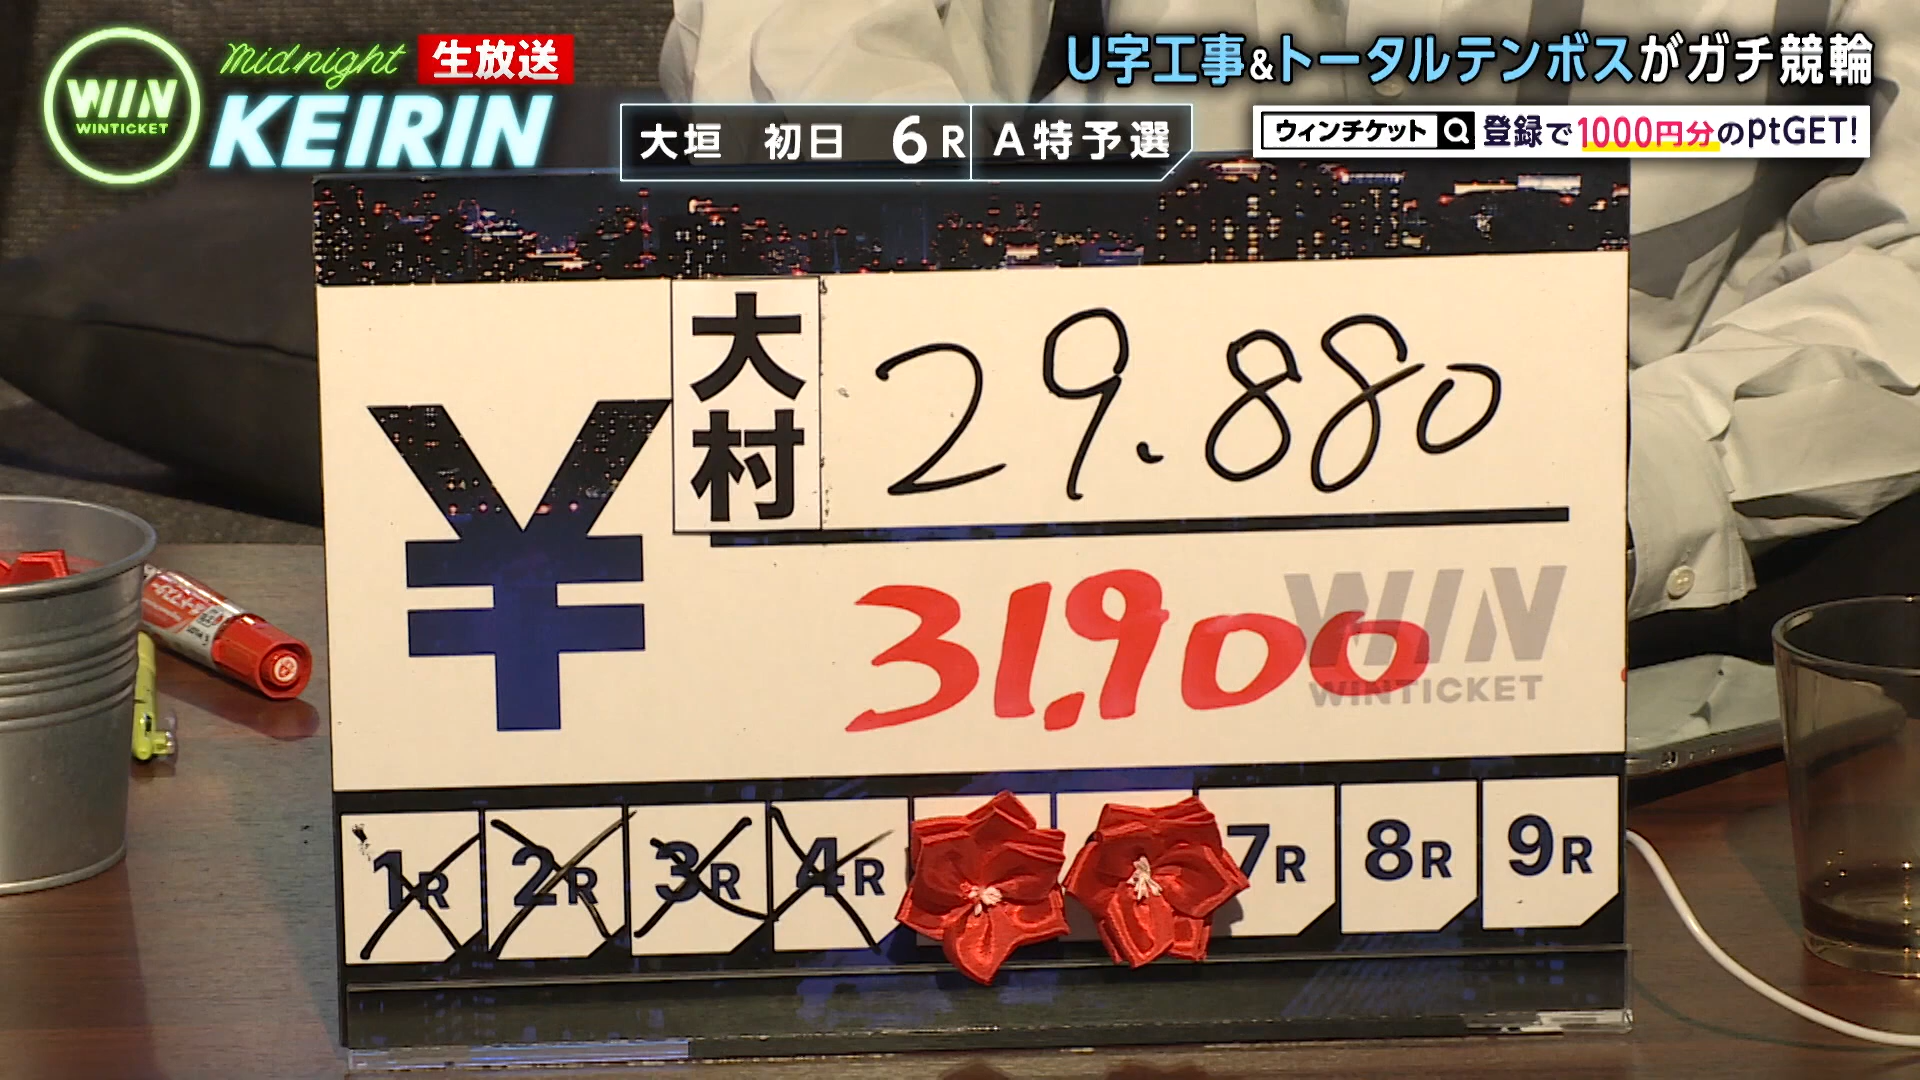 WIN
WINTICKET
Midnight 生放送
KEIRIN
U字工事&トータルテンボスがガチ競輪
大垣 初日 6R A特予選
ウィンチケット 登録で1000円分のptGET!
¥
大村
29.880
31.900
WIN
WINTICKET
1R 2R 3R 4R 7R 8R 9R